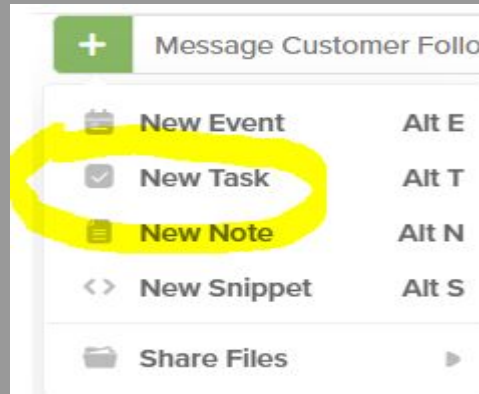 + Message Customer Follo
New Event Alt E
New Task Alt T
New Note Alt N
<> New Snippet Alt S
Share Files